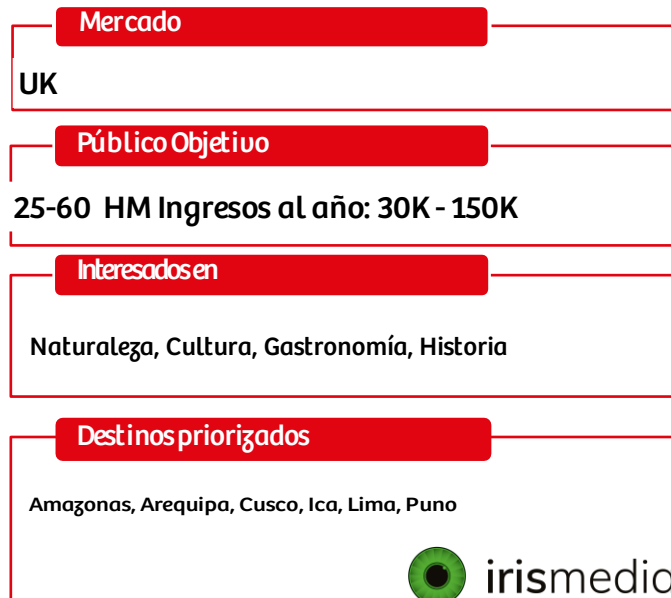 Mercado
UK
Público Objetivo
25-60 HM Ingresos al año: 30K - 150K
Interesados en
Naturaleza, Cultura, Gastronomía, Historia
Destinos priorizados
Amazonas, Arequipa, Cusco, Ica, Lima, Puno
irismedia